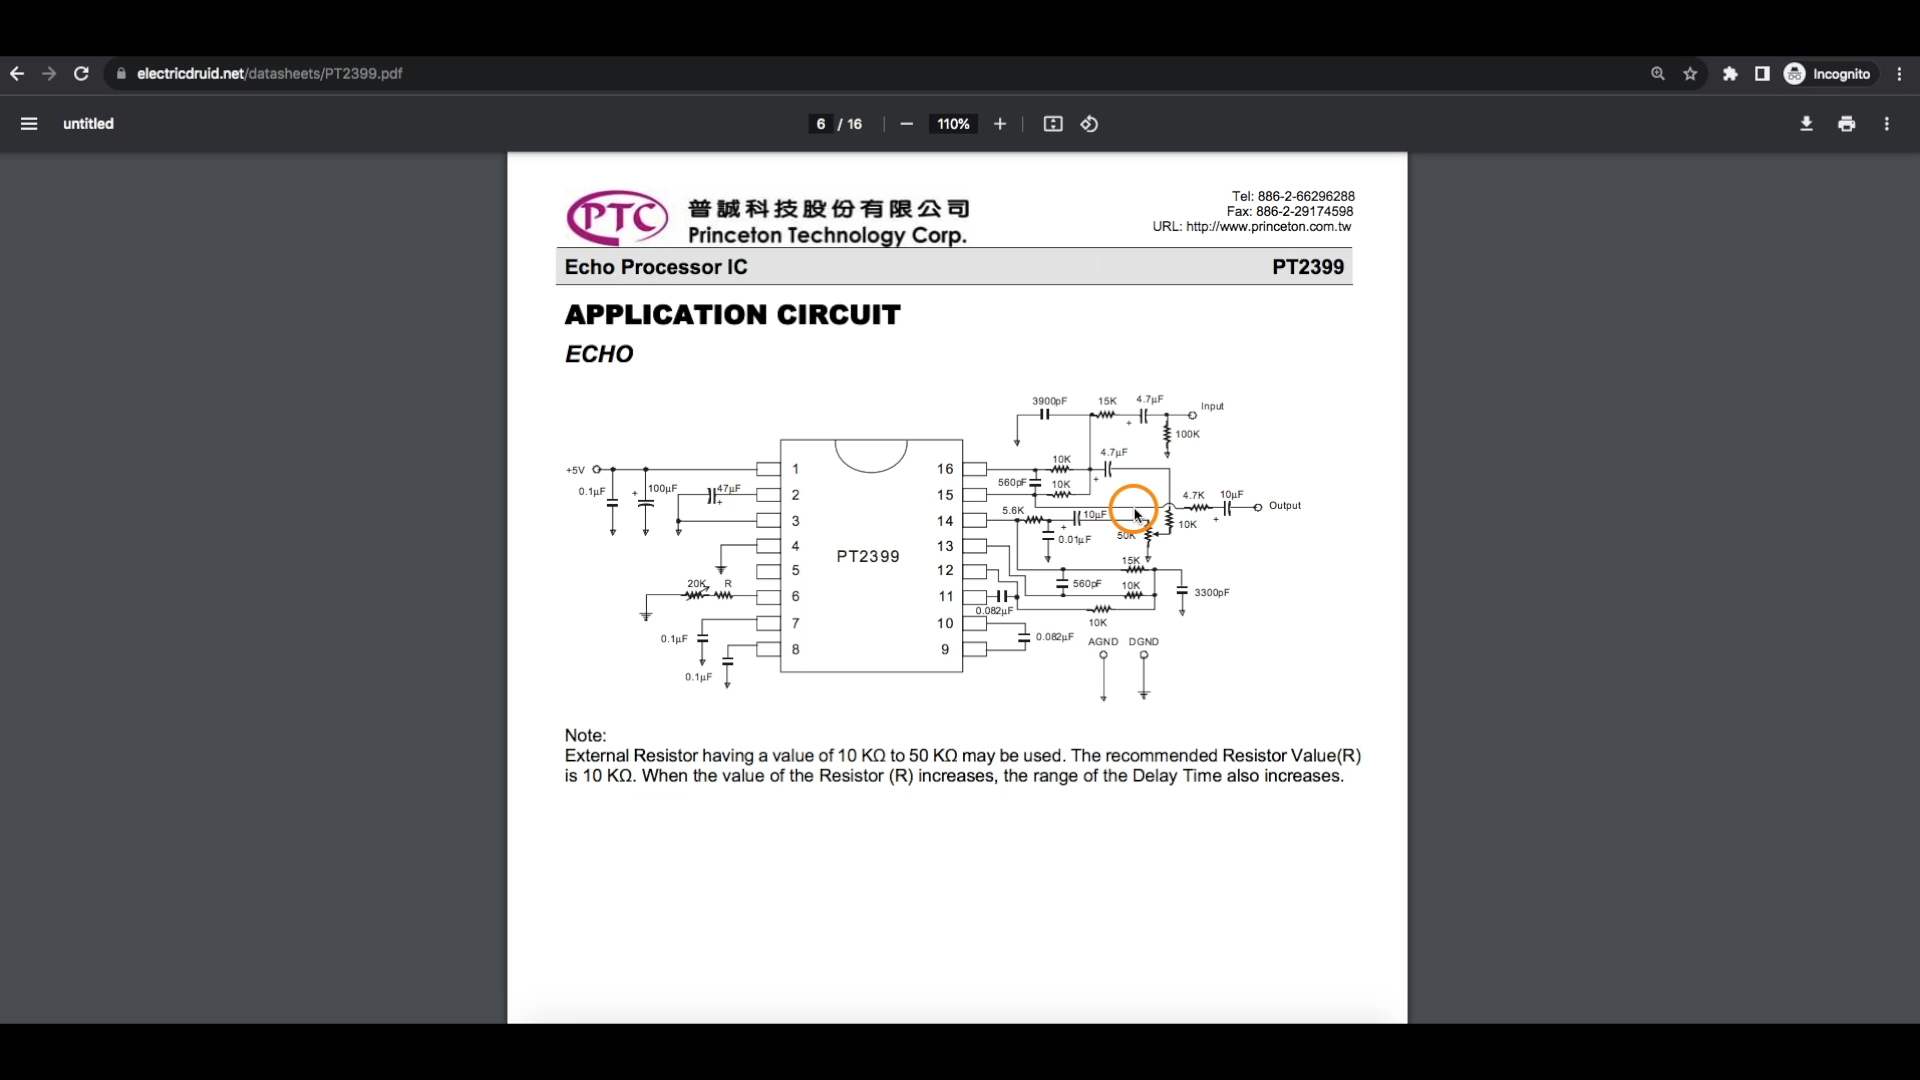 electricdruid.net/datasheets/PT2399.pdf
Incognito
untitled
6 / 16
110%
PTC
普誠科技股份有限公司
Princeton Technology Corp.
Tel: 886-2-66296288
Fax: 886-2-29174598
URL: http://www.princeton.com.tw
Echo Processor IC
PT2399
APPLICATION CIRCUIT
ECHO
3900pF 15K 4.7µF Input
100K
4.7µF
+5V 1 16 10K
+
0.1µF + 100µF 47µF 560pF 10K
+ 2 15 4.7K 10µF Output
5.6K 10µF + 10K
3 14 + 0.01µF 50K
4 13
PT2399
15K
5 12 560pF 10K 3300pF
20K R
6 11
0.082µF
10K
7 10
0.1µF 0.082µF AGND DGND
8 9
0.1µF
Note:
External Resistor having a value of 10 KΩ to 50 KΩ may be used. The recommended Resistor Value(R)
is 10 KΩ. When the value of the Resistor (R) increases, the range of the Delay Time also increases.